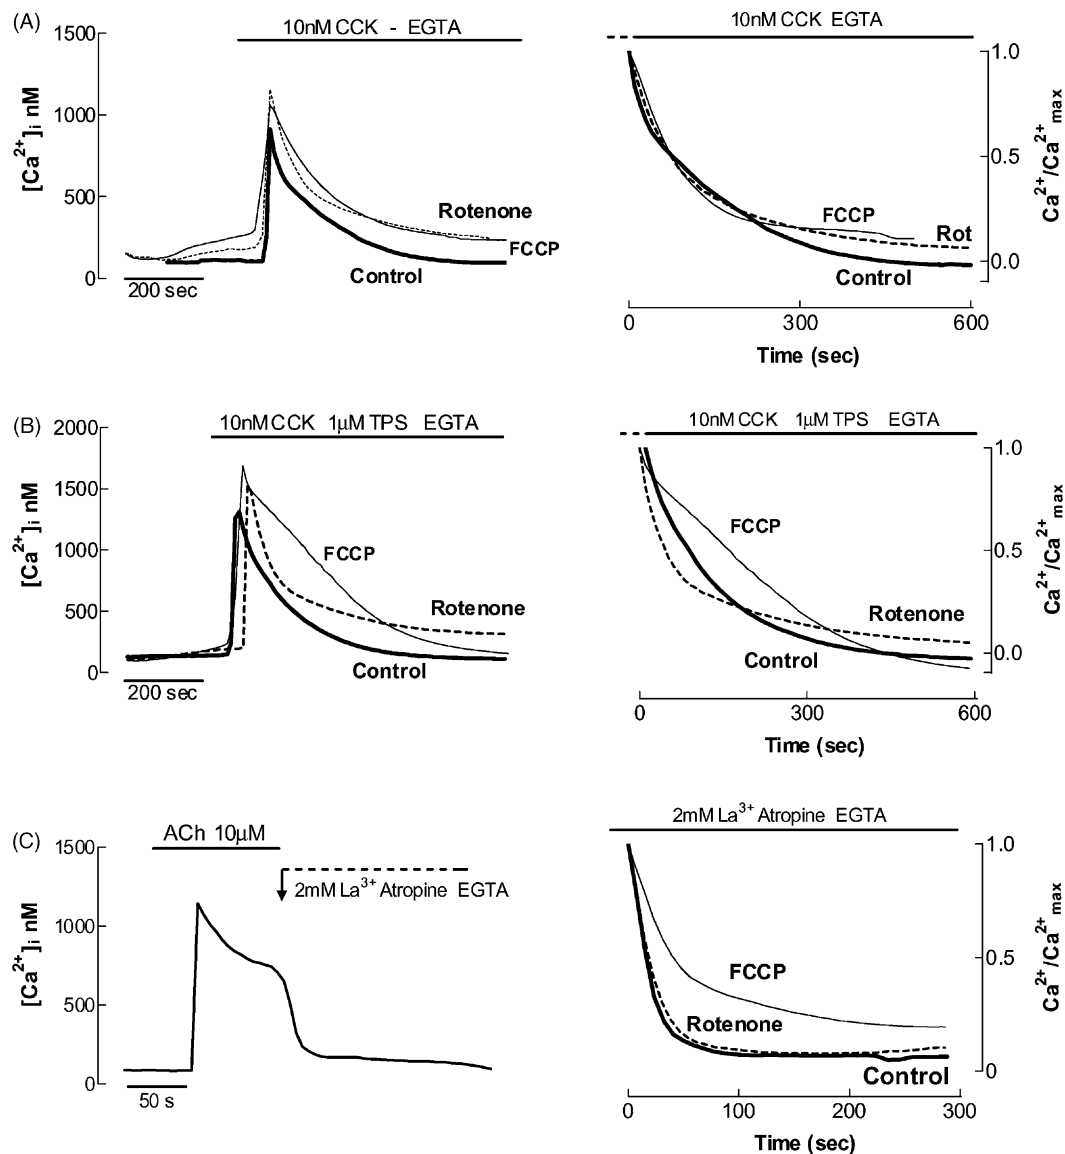 (A)
10nM CCK - EGTA
1500
1000
500
0
[Ca²⁺]ᵢ nM
Rotenone
FCCP
Control
200 sec
10nM CCK EGTA
1.0
0.5
0.0
Ca²⁺/Ca²⁺max
FCCP
Rot
Control
0 300 600
Time (sec)
(B)
10nM CCK 1µM TPS EGTA
2000
1500
1000
500
0
[Ca²⁺]ᵢ nM
FCCP
Rotenone
Control
200 sec
10nM CCK 1µM TPS EGTA
1.0
0.5
0.0
Ca²⁺/Ca²⁺max
FCCP
Rotenone
Control
0 300 600
Time (sec)
(C)
ACh 10µM
1500
1000
500
0
[Ca²⁺]ᵢ nM
2mM La³⁺ Atropine EGTA
50 s
2mM La³⁺ Atropine EGTA
1.0
0.5
0
Ca²⁺/Ca²⁺max
FCCP
Rotenone
Control
0 100 200 300
Time (sec)